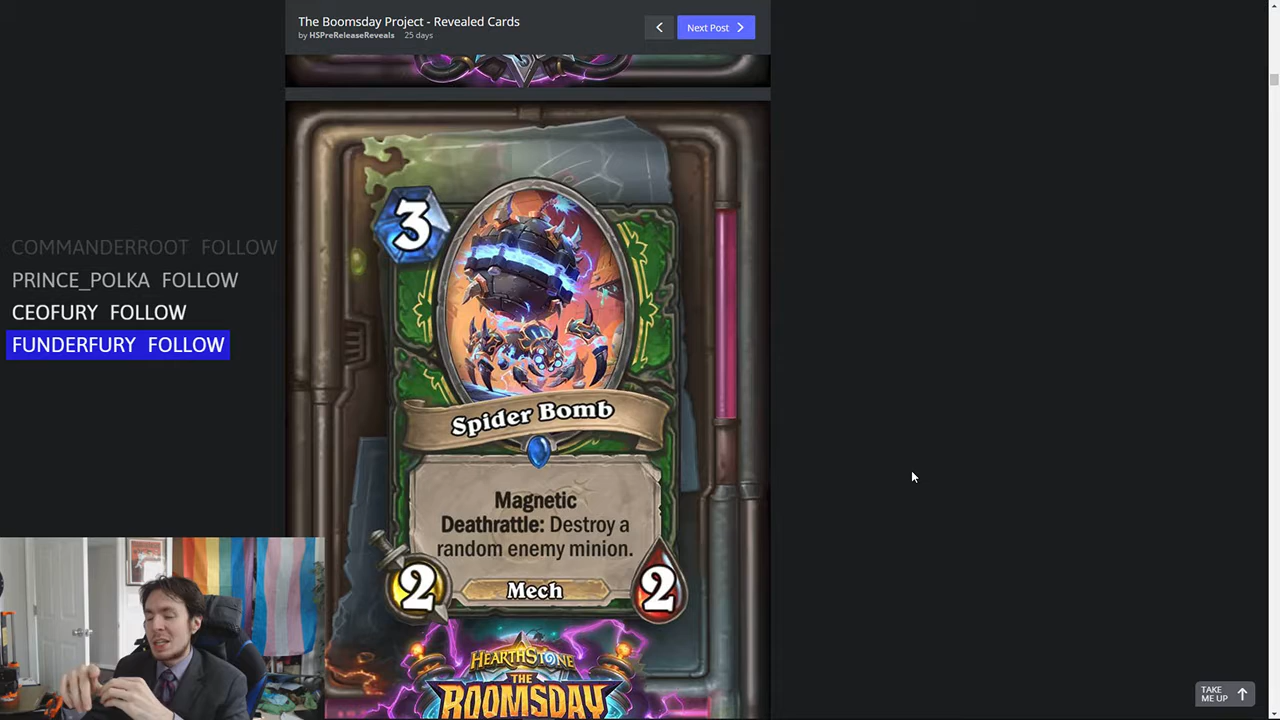 The Boomsday Project - Revealed Cards
by HSPreReleaseReveals 25 days
Next Post
COMMANDERROOT FOLLOW
PRINCE_POLKA FOLLOW
CEOFURY FOLLOW
FUNDERFURY FOLLOW
3
Spider Bomb
Magnetic
Deathrattle: Destroy a
random enemy minion.
2 Mech 2
HEARTHSTONE
THE
BOOMSDAY
TAKE
ME UP